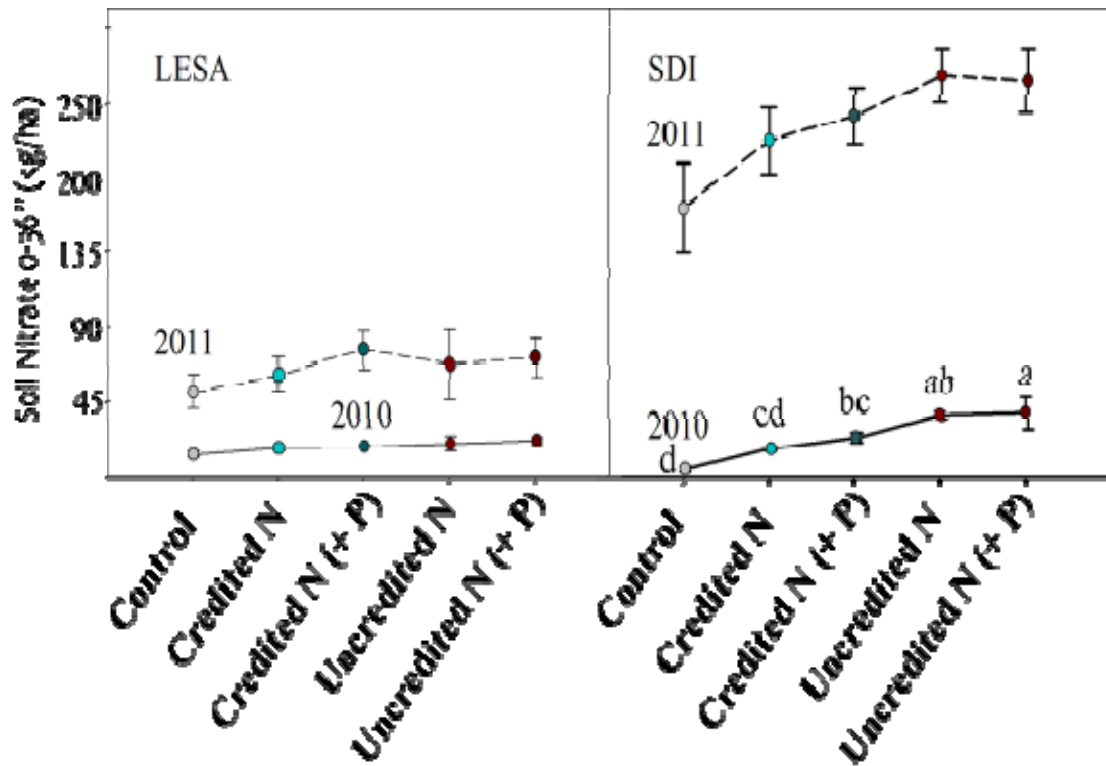 LESA
SDI
Soil Nitrate 0-36" (kg/ha)
250
200
135
90
45
2011
2010
2011
2010
d
cd
bc
ab
a
Control
Credited N
Credited N (+ P)
Uncredited N
Uncredited N (+ P)
Control
Credited N
Credited N (+ P)
Uncredited N
Uncredited N (+ P)